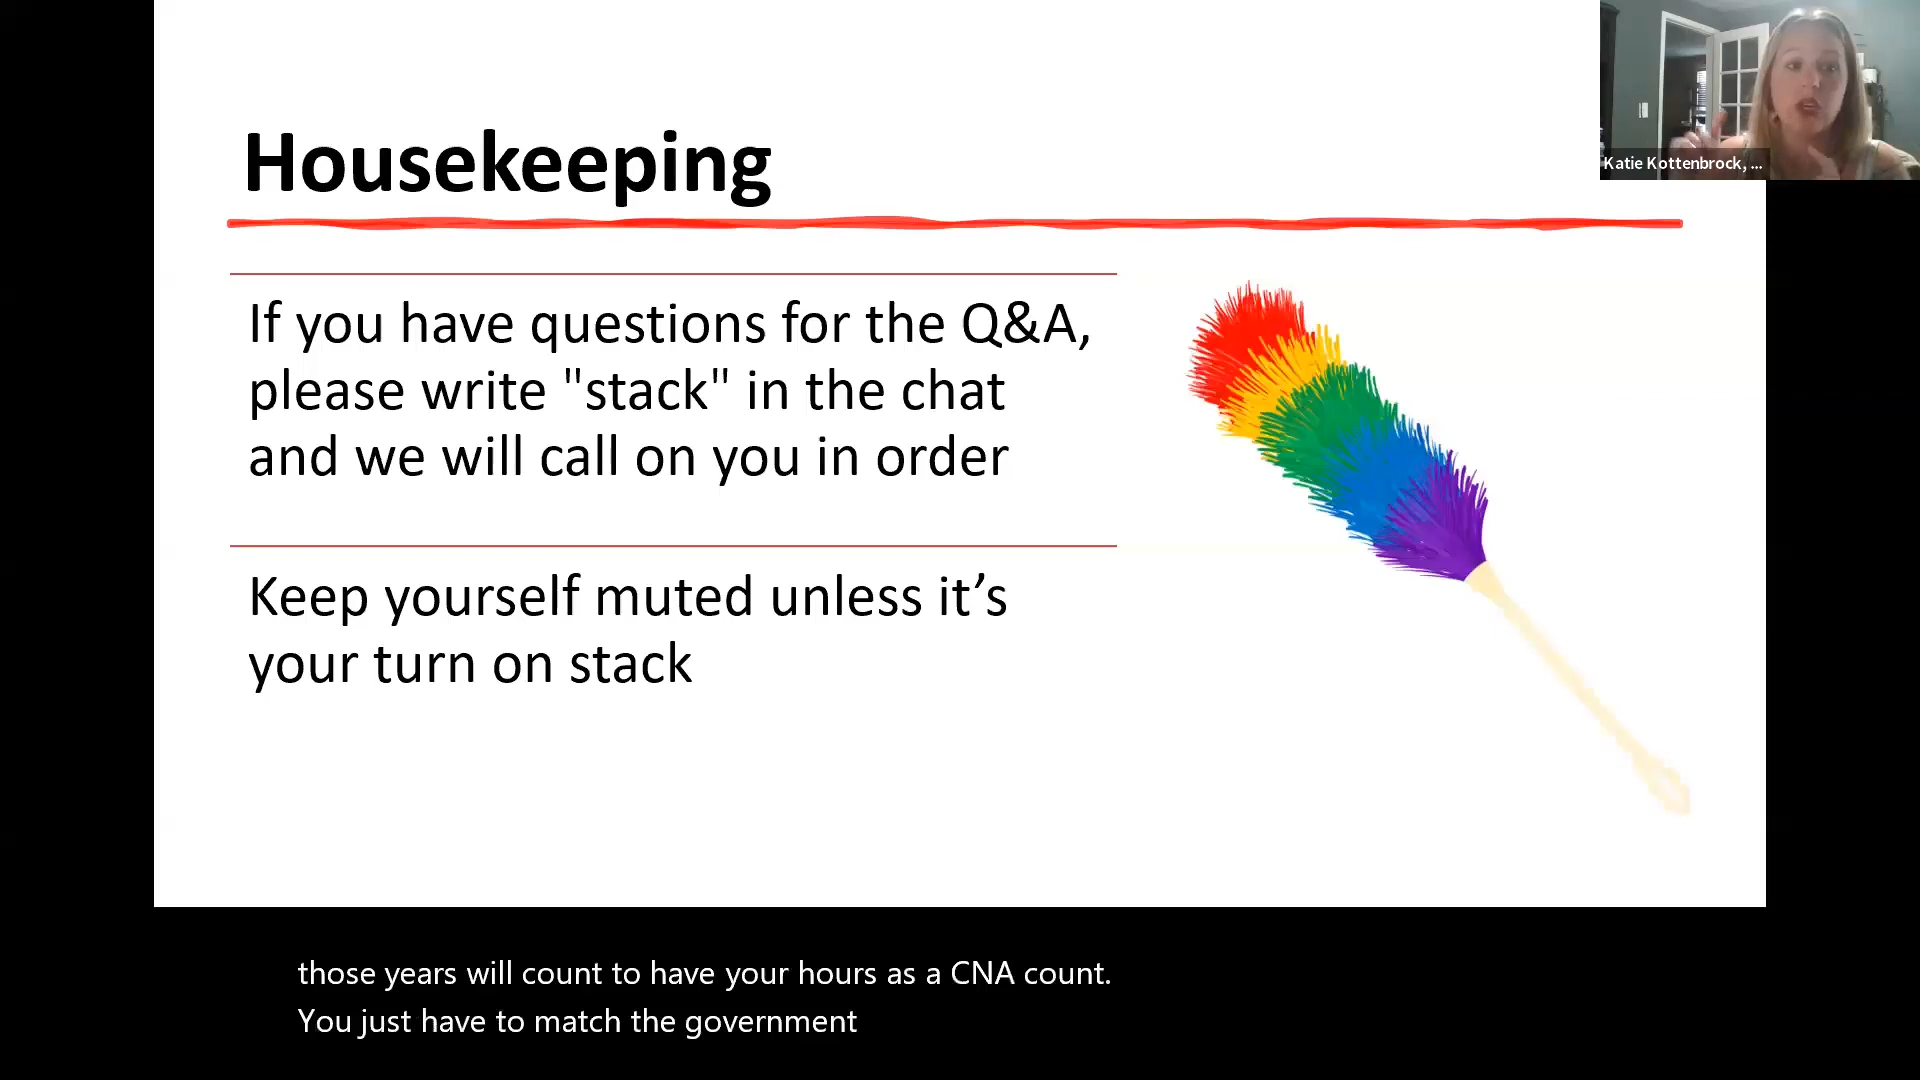 Housekeeping
Katie Kottenbrock, ...
If you have questions for the Q&A,
please write "stack" in the chat
and we will call on you in order
Keep yourself muted unless it’s
your turn on stack
those years will count to have your hours as a CNA count.
You just have to match the government